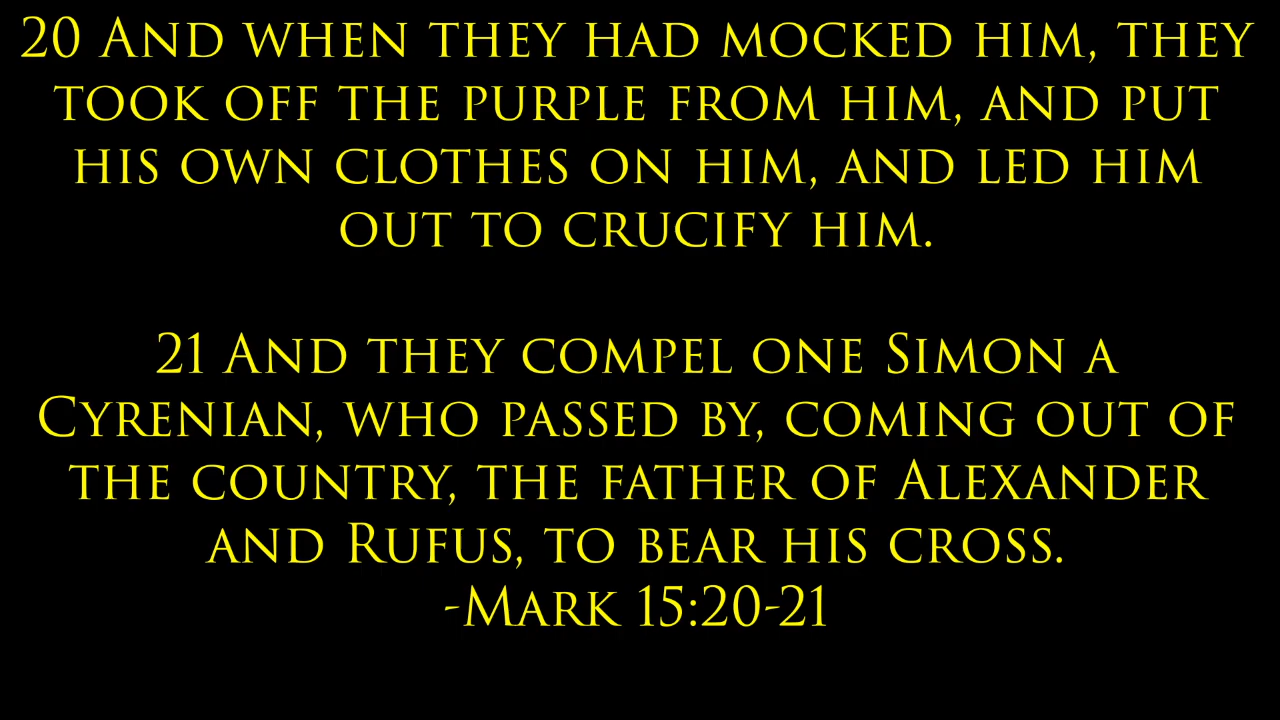 20 And when they had mocked him, they
took off the purple from him, and put
his own clothes on him, and led him
out to crucify him.
21 And they compel one Simon a
Cyrenian, who passed by, coming out of
the country, the father of Alexander
and Rufus, to bear his cross.
-Mark 15:20-21